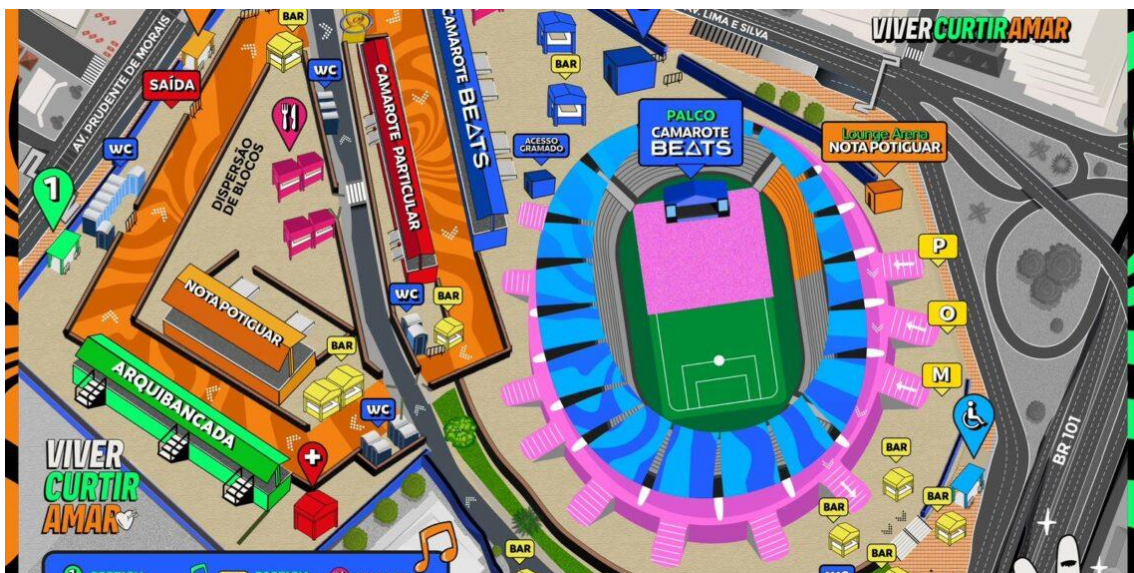 AV. PRUDENTE DE MORAIS
SAÍDA
WC
1
BAR
WC
DISPERSÃO
DE BLOCOS
CAMAROTE PARTICULAR
CAMAROTE BEATS
BAR
ACESSO
GRAMADO
PALCO
CAMAROTE
BEATS
AV. LIMA E SILVA
VIVER CURTIR AMAR
Lounge Arena
NOTA POTIGUAR
P
O
M
BR 101
NOTA POTIGUAR
BAR
WC
BAR
ARQUIBANCADA
WC
VIVER
CURTIR
AMAR
BAR
BAR
BAR
BAR
BAR